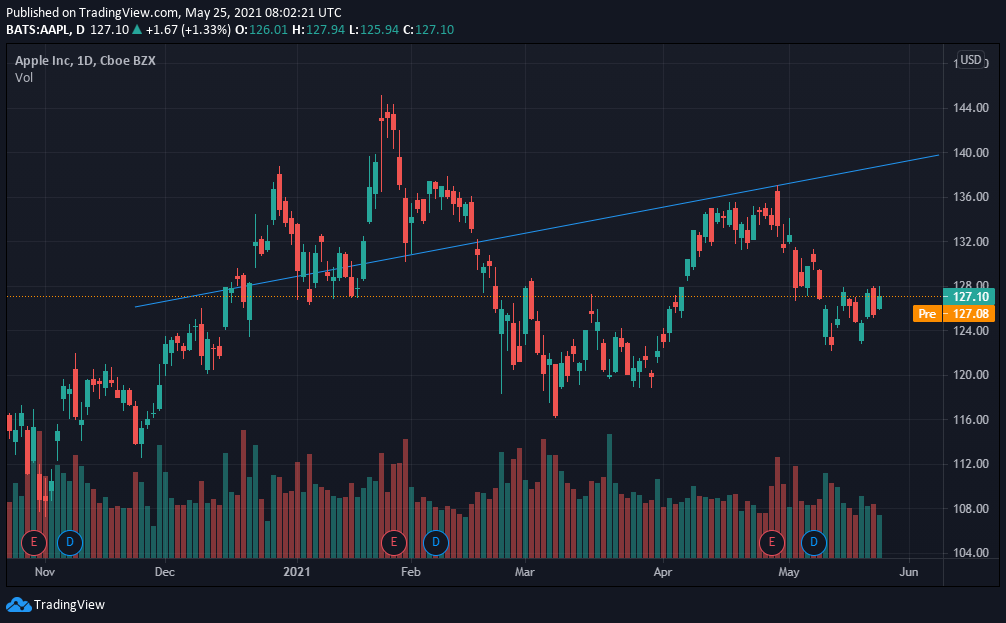 Published on TradingView.com, May 25, 2021 08:02:21 UTC
BATS:AAPL, D 127.10 ▲ +1.67 (+1.33%) O:126.01 H:127.94 L:125.94 C:127.10
Apple Inc, 1D, Cboe BZX
Vol
USD
144.00
140.00
136.00
132.00
128.00
127.10
Pre 127.08
124.00
120.00
116.00
112.00
108.00
104.00
E D E D E D
Nov Dec 2021 Feb Mar Apr May Jun
TradingView